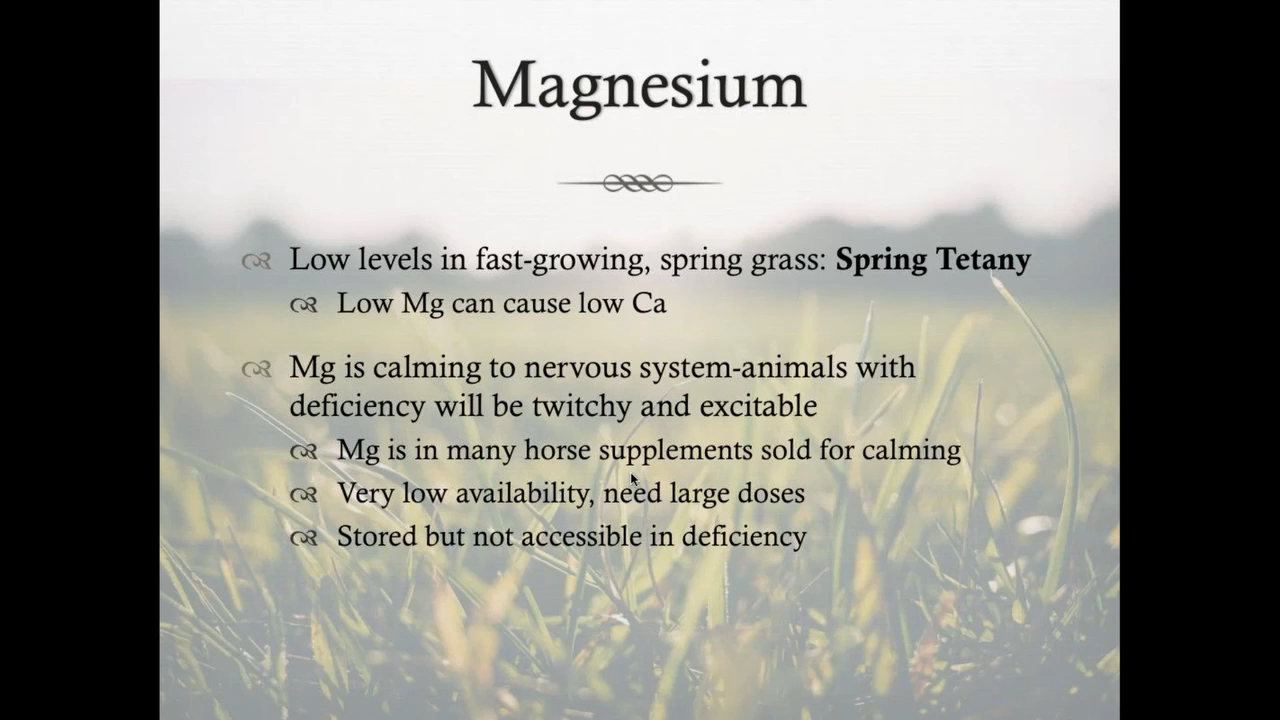 Magnesium
Low levels in fast-growing, spring grass: Spring Tetany
Low Mg can cause low Ca
Mg is calming to nervous system-animals with
deficiency will be twitchy and excitable
Mg is in many horse supplements sold for calming
Very low availability, need large doses
Stored but not accessible in deficiency